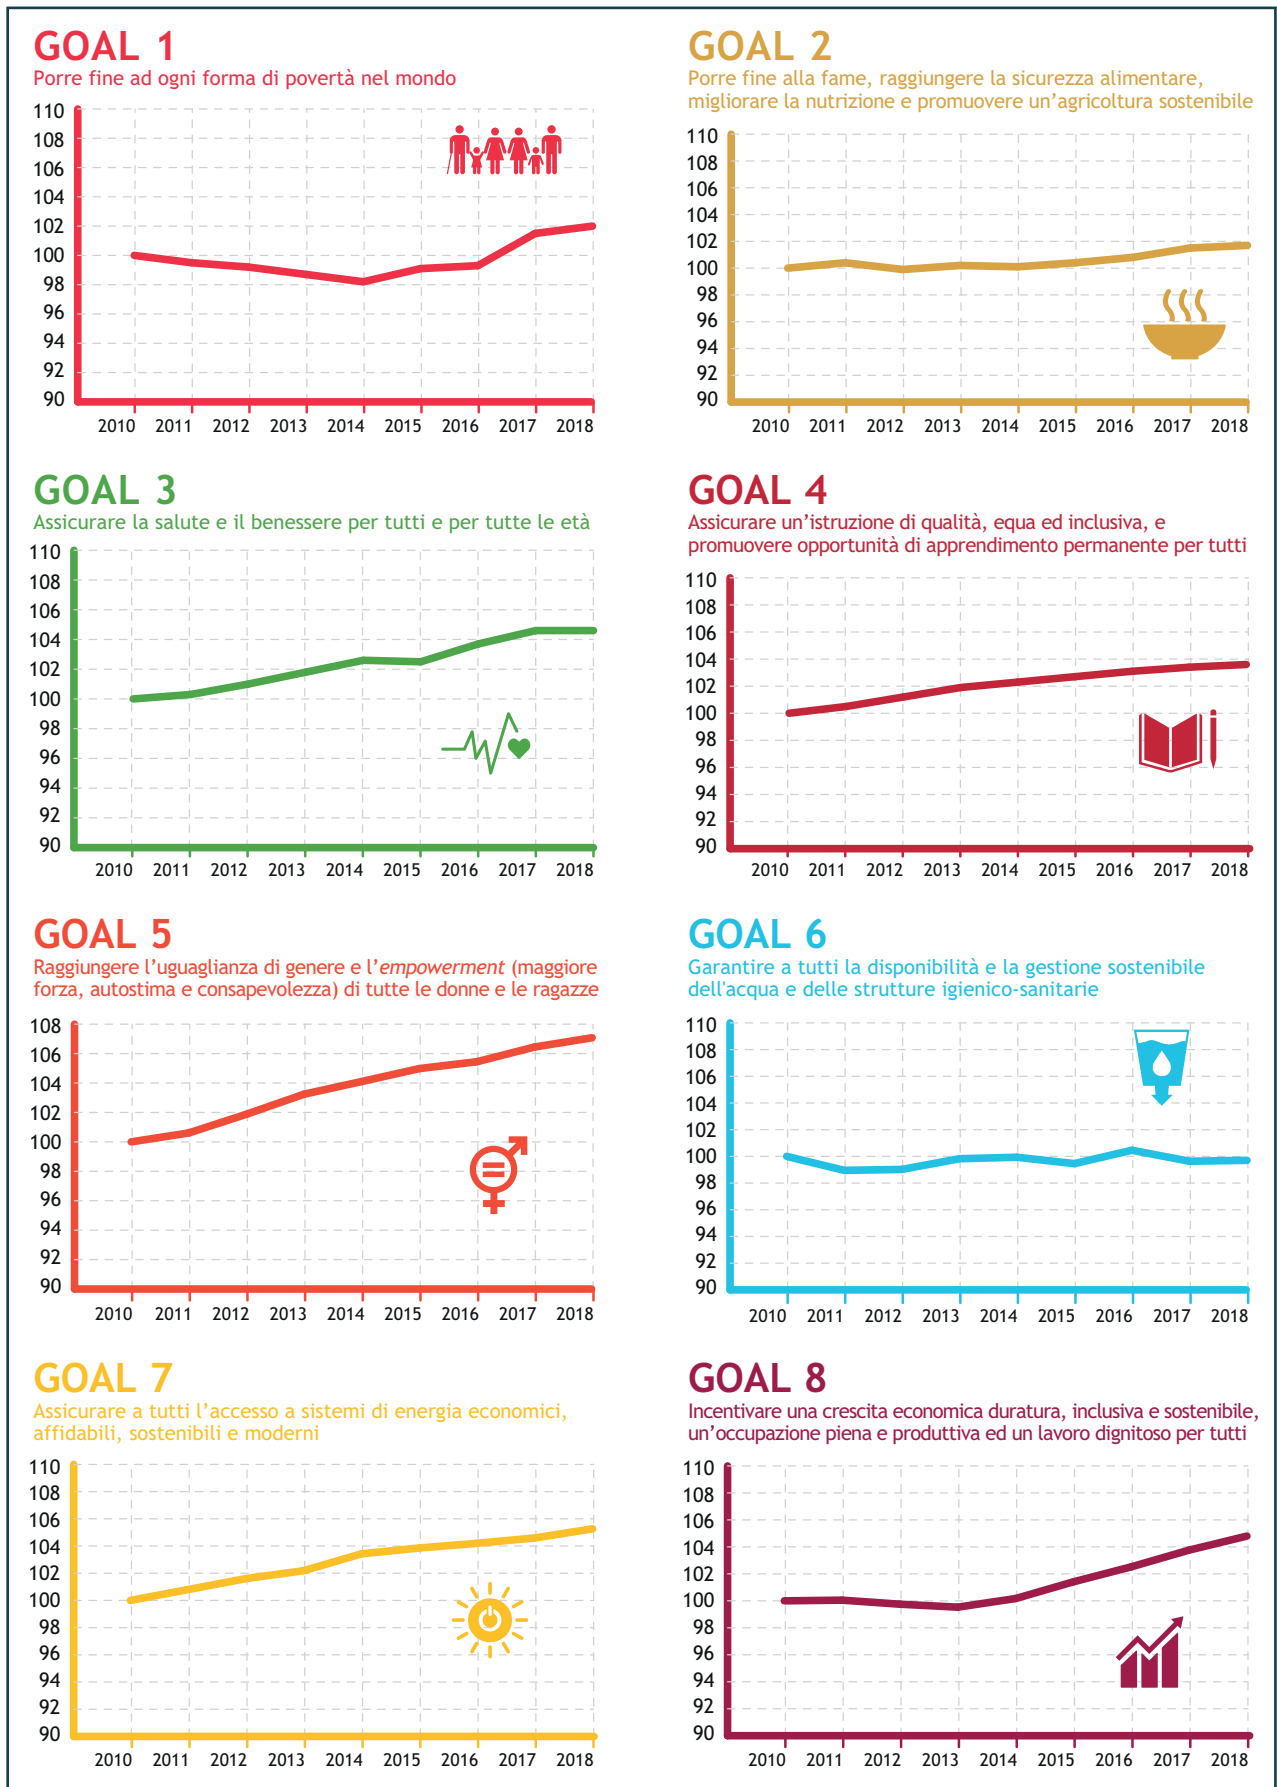 GOAL 1
Porre fine ad ogni forma di povertà nel mondo
110
108
106
104
102
100
98
96
94
92
90
2010 2011 2012 2013 2014 2015 2016 2017 2018
GOAL 2
Porre fine alla fame, raggiungere la sicurezza alimentare,
migliorare la nutrizione e promuovere un’agricoltura sostenibile
110
108
106
104
102
100
98
96
94
92
90
2010 2011 2012 2013 2014 2015 2016 2017 2018
GOAL 3
Assicurare la salute e il benessere per tutti e per tutte le età
110
108
106
104
102
100
98
96
94
92
90
2010 2011 2012 2013 2014 2015 2016 2017 2018
GOAL 4
Assicurare un’istruzione di qualità, equa ed inclusiva, e
promuovere opportunità di apprendimento permanente per tutti
110
108
106
104
102
100
98
96
94
92
90
2010 2011 2012 2013 2014 2015 2016 2017 2018
GOAL 5
Raggiungere l’uguaglianza di genere e l’empowerment (maggiore
forza, autostima e consapevolezza) di tutte le donne e le ragazze
108
106
104
102
100
98
96
94
92
90
2010 2011 2012 2013 2014 2015 2016 2017 2018
GOAL 6
Garantire a tutti la disponibilità e la gestione sostenibile
dell'acqua e delle strutture igienico-sanitarie
110
108
106
104
102
100
98
96
94
92
90
2010 2011 2012 2013 2014 2015 2016 2017 2018
GOAL 7
Assicurare a tutti l’accesso a sistemi di energia economici,
affidabili, sostenibili e moderni
110
108
106
104
102
100
98
96
94
92
90
2010 2011 2012 2013 2014 2015 2016 2017 2018
GOAL 8
Incentivare una crescita economica duratura, inclusiva e sostenibile,
un’occupazione piena e produttiva ed un lavoro dignitoso per tutti
110
108
106
104
102
100
98
96
94
92
90
2010 2011 2012 2013 2014 2015 2016 2017 2018